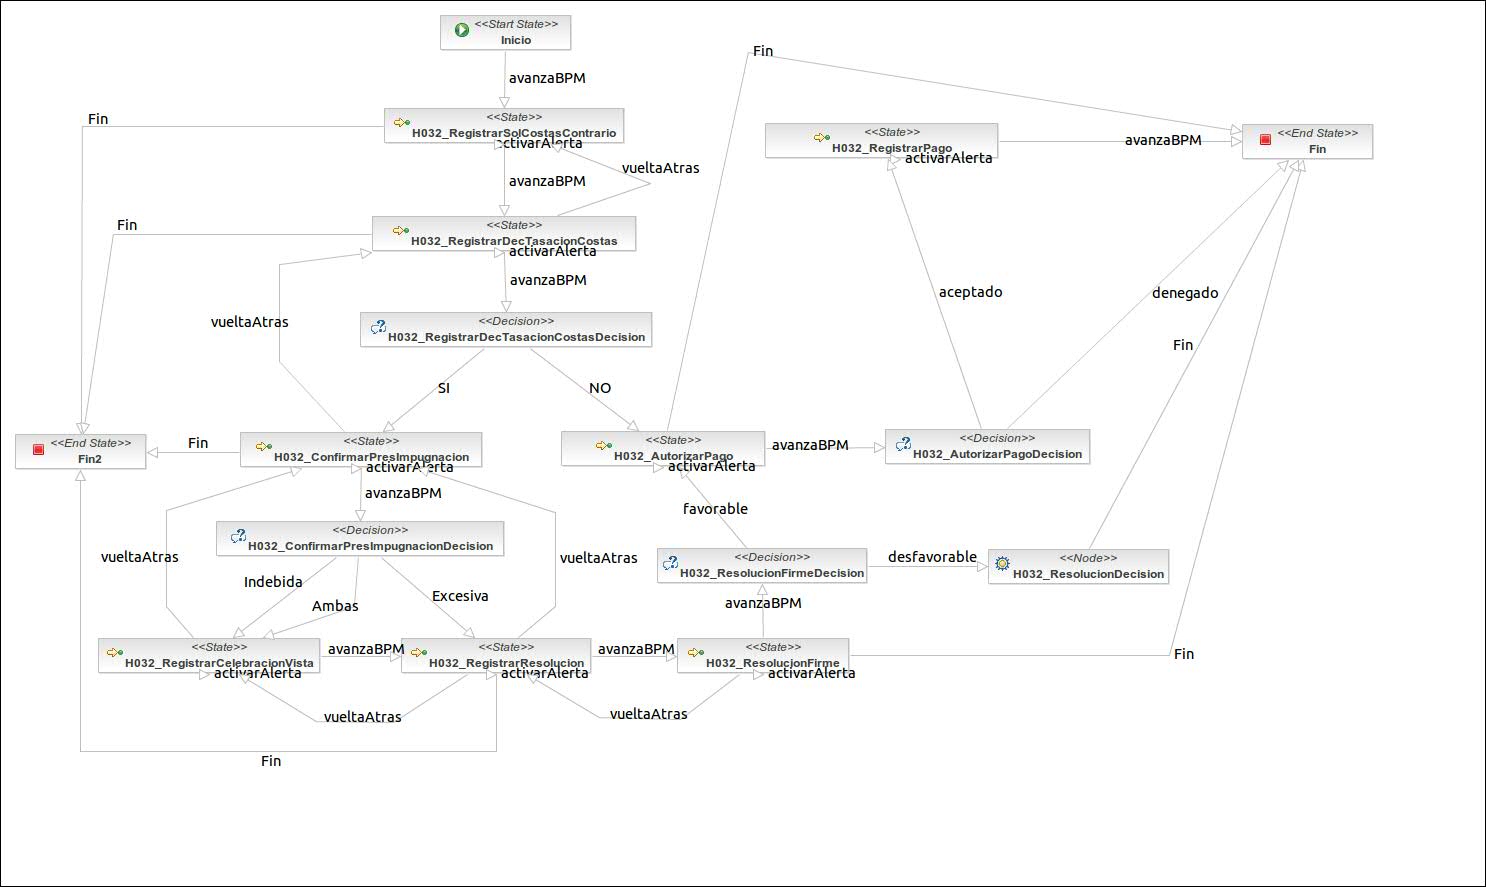 <<Start State>>
Inicio
Fin
avanzaBPM
Fin
<<State>>
H032_RegistrarSolCostasContrario
activarAlerta
<<State>>
H032_RegistrarPago
activarAlerta
avanzaBPM
<<End State>>
Fin
avanzaBPM
vueltaAtras
Fin
<<State>>
H032_RegistrarDecTasacionCostas
activarAlerta
avanzaBPM
aceptado
denegado
vueltaAtras
<<Decision>>
H032_RegistrarDecTasacionCostasDecision
Fin
SI
NO
<<End State>>
Fin2
Fin
<<State>>
H032_ConfirmarPresImpugnacion
activarAlerta
<<State>>
H032_AutorizarPago
activarAlerta
avanzaBPM
<<Decision>>
H032_AutorizarPagoDecision
avanzaBPM
favorable
<<Decision>>
H032_ConfirmarPresImpugnacionDecision
vueltaAtras
vueltaAtras
<<Decision>>
H032_ResolucionFirmeDecision
desfavorable
<<Node>>
H032_ResolucionDecision
Indebida
Ambas
Excesiva
avanzaBPM
<<State>>
H032_RegistrarCelebracionVista
activarAlerta
avanzaBPM
<<State>>
H032_RegistrarResolucion
activarAlerta
avanzaBPM
<<State>>
H032_ResolucionFirme
activarAlerta
Fin
vueltaAtras
vueltaAtras
Fin